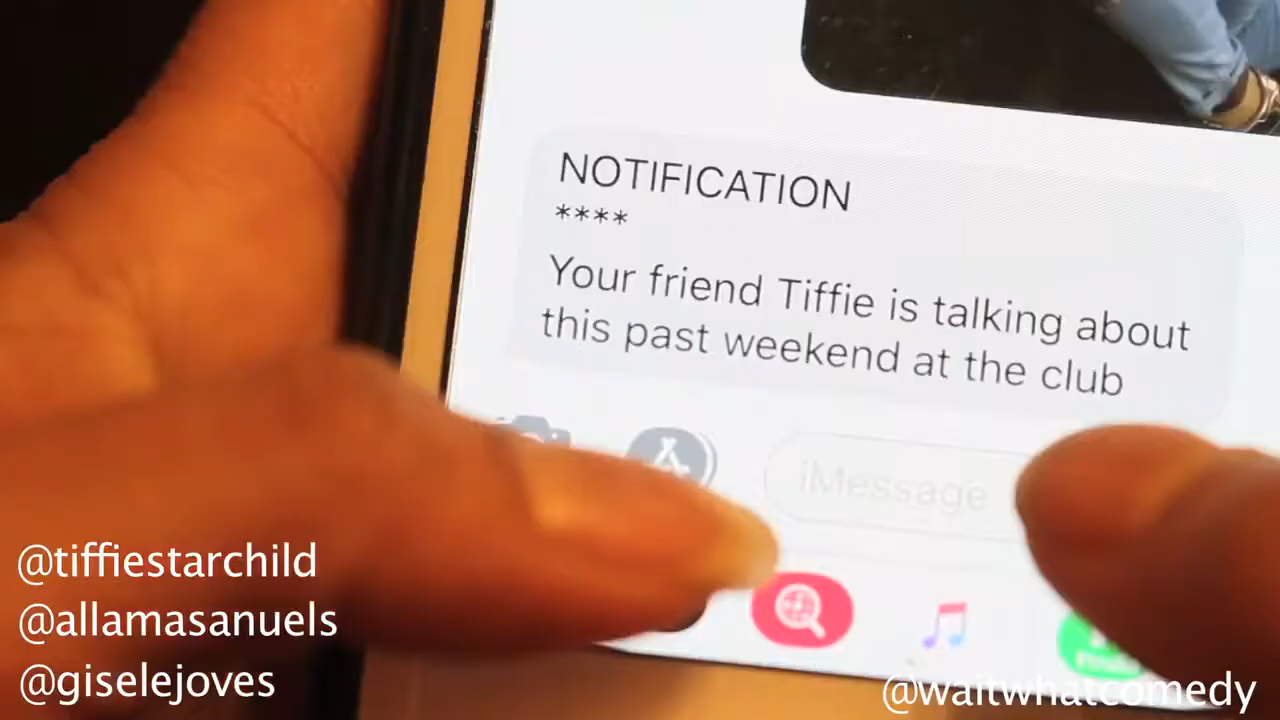 NOTIFICATION
****
Your friend Tiffie is talking about
this past weekend at the club
iMessage
@tiffiestarchild
@allamasanuels
@giselejoves
@waitwhatcomedy